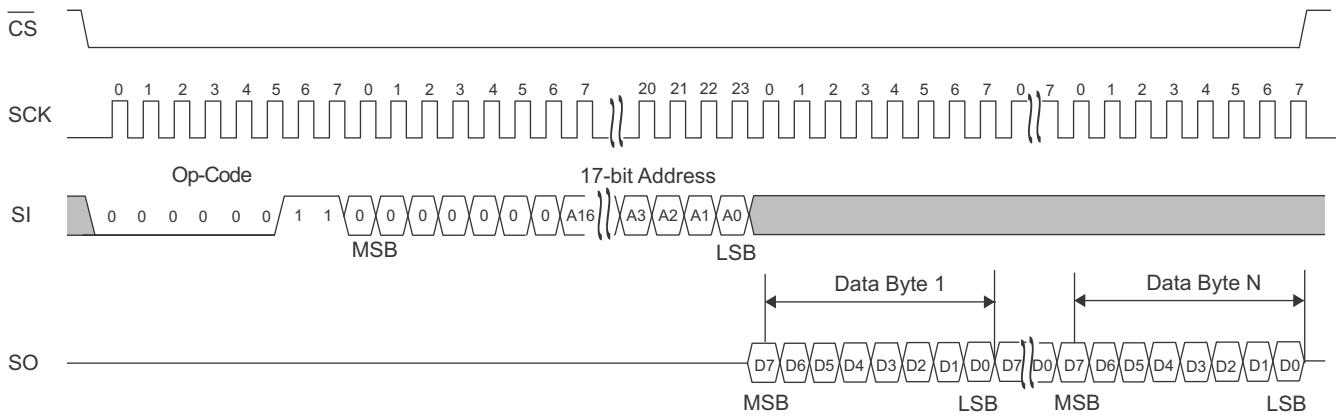 CS
0 1 2 3 4 5 6 7 0 1 2 3 4 5 6 7 20 21 22 23 0 1 2 3 4 5 6 7 0 7 0 1 2 3 4 5 6 7
SCK
Op-Code 17-bit Address
SI 0 0 0 0 0 0 1 1 0 0 0 0 0 0 0 A16 A3 A2 A1 A0
MSB LSB
Data Byte 1 Data Byte N
SO D7 D6 D5 D4 D3 D2 D1 D0 D7 D0 D7 D6 D5 D4 D3 D2 D1 D0
MSB LSB MSB LSB